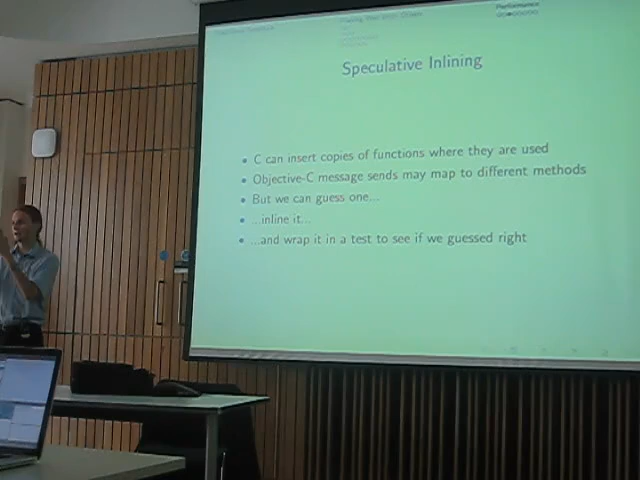 Performance
Speculative Inlining
C can insert copies of functions where they are used
Objective-C message sends may map to different methods
But we can guess one...
...inline it...
...and wrap it in a test to see if we guessed right